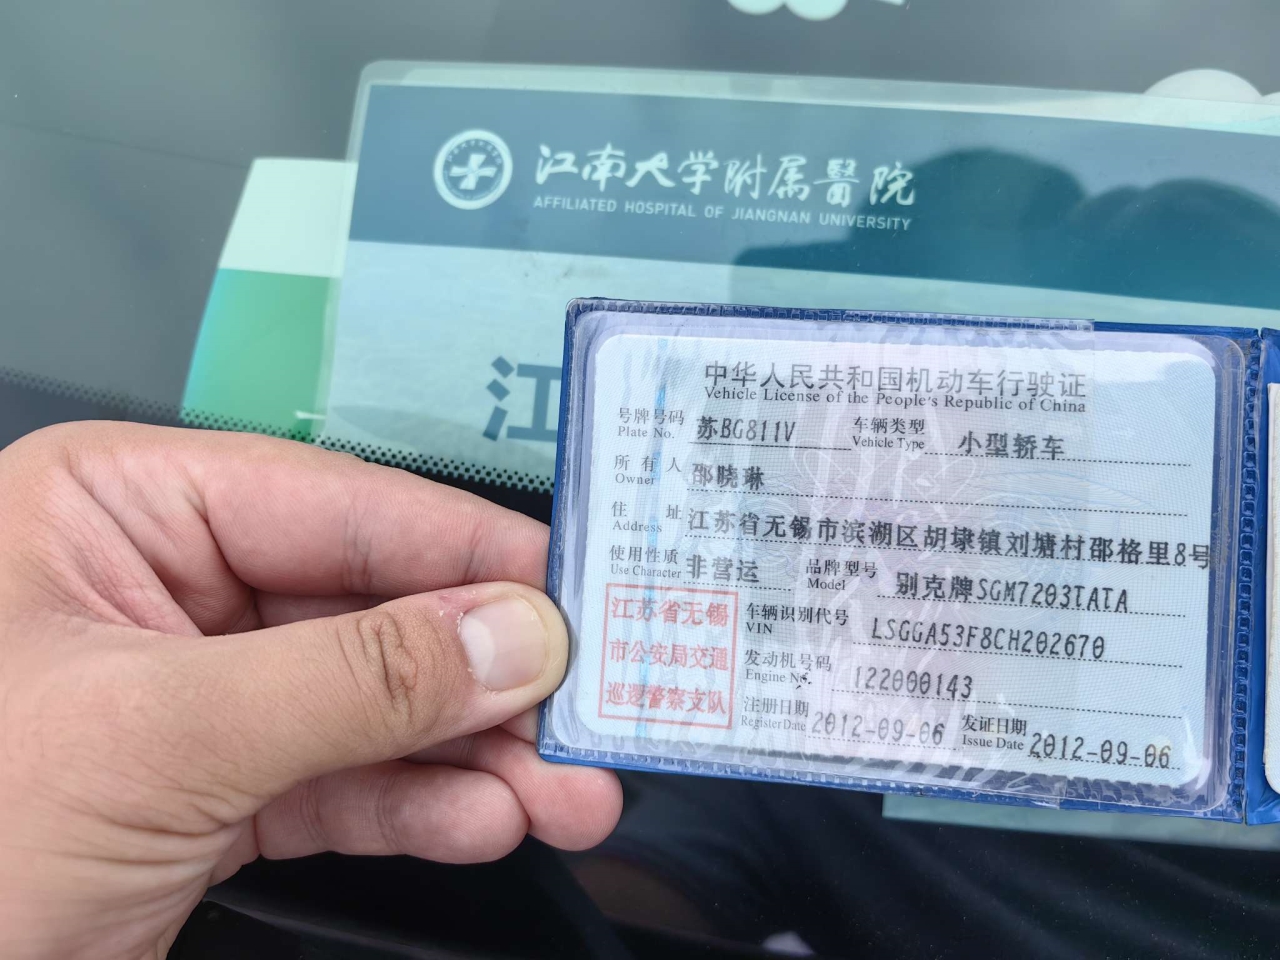 江南大学附属醫院
AFFILIATED HOSPITAL OF JIANGNAN UNIVERSITY
江
中华人民共和国机动车行驶证
Vehicle License of the People's Republic of China
号牌号码 苏BG811V 车辆类型 小型轿车
Plate No. Vehicle Type
所有人 邵晓琳
Owner
住址 江苏省无锡市滨湖区胡埭镇刘塘村邵格里8号
Address
使用性质 非营运 品牌型号 别克牌SGM7203TATA
Use Character Model
江苏省无锡
市公安局交通
巡逻警察支队
车辆识别代号 LSGGA53F8CH202670
VIN
发动机号码 122000143
Engine No.
注册日期 2012-09-06 发证日期 2012-09-06
Register Date Issue Date